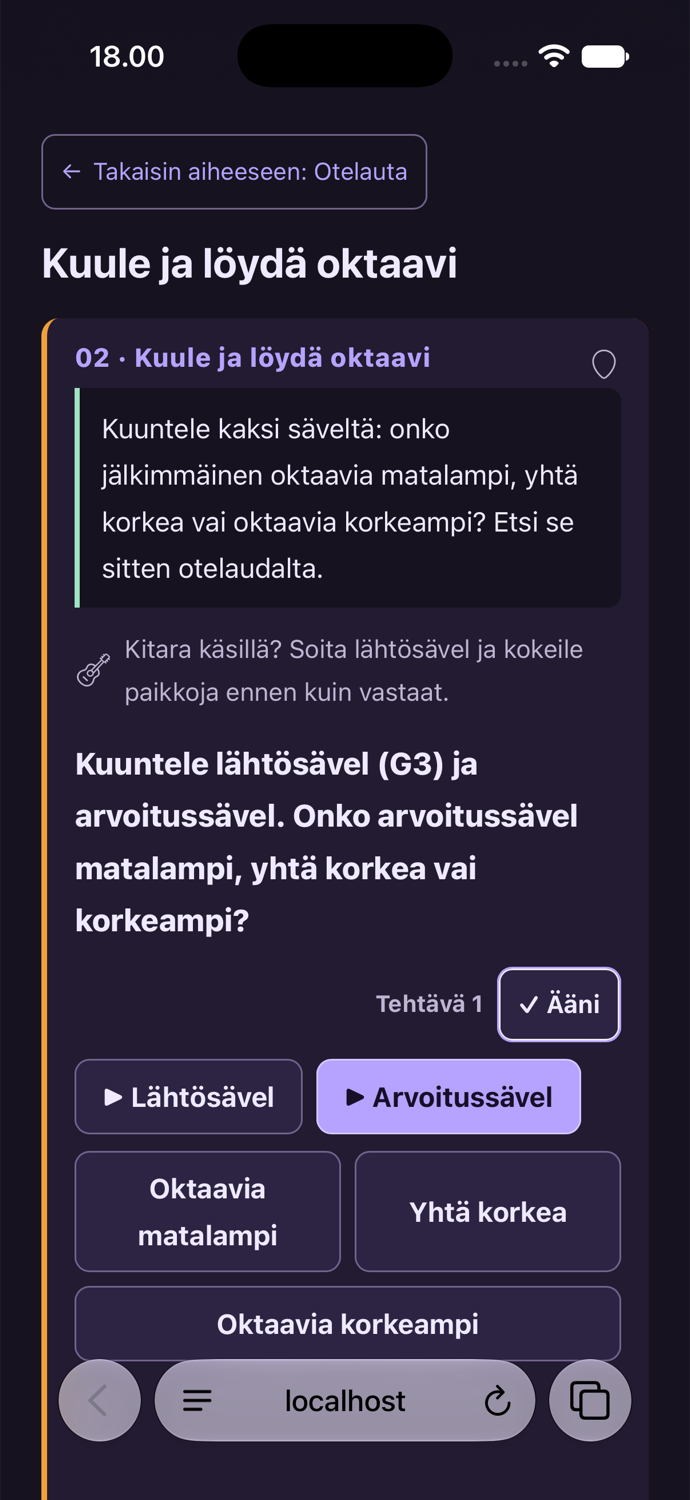 18.00
← Takaisin aiheeseen: Otelauta
Kuule ja löydä oktaavi
02 · Kuule ja löydä oktaavi
Kuuntele kaksi säveltä: onko
jälkimmäinen oktaavia matalampi, yhtä
korkea vai oktaavia korkeampi? Etsi se
sitten otelaudalta.
Kitara käsillä? Soita lähtösävel ja kokeile
paikkoja ennen kuin vastaat.
Kuuntele lähtösävel (G3) ja
arvoitussävel. Onko arvoitussävel
matalampi, yhtä korkea vai
korkeampi?
Tehtävä 1 ✓ Ääni
▶ Lähtösävel ▶ Arvoitussävel
Oktaavia
matalampi
Yhtä korkea
Oktaavia korkeampi
localhost